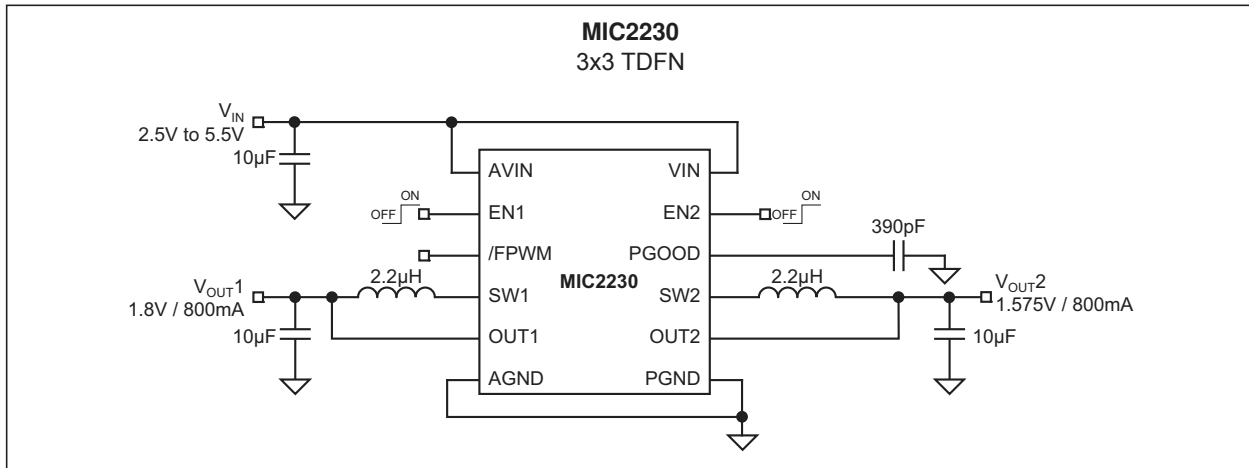 MIC2230
3x3 TDFN
VIN
2.5V to 5.5V
10µF
AVIN
VIN
OFF
ON
EN1
EN2
OFF
ON
/FPWM
PGOOD
390pF
MIC2230
VOUT1
1.8V / 800mA
2.2µH
SW1
SW2
2.2µH
VOUT2
1.575V / 800mA
10µF
OUT1
OUT2
10µF
AGND
PGND